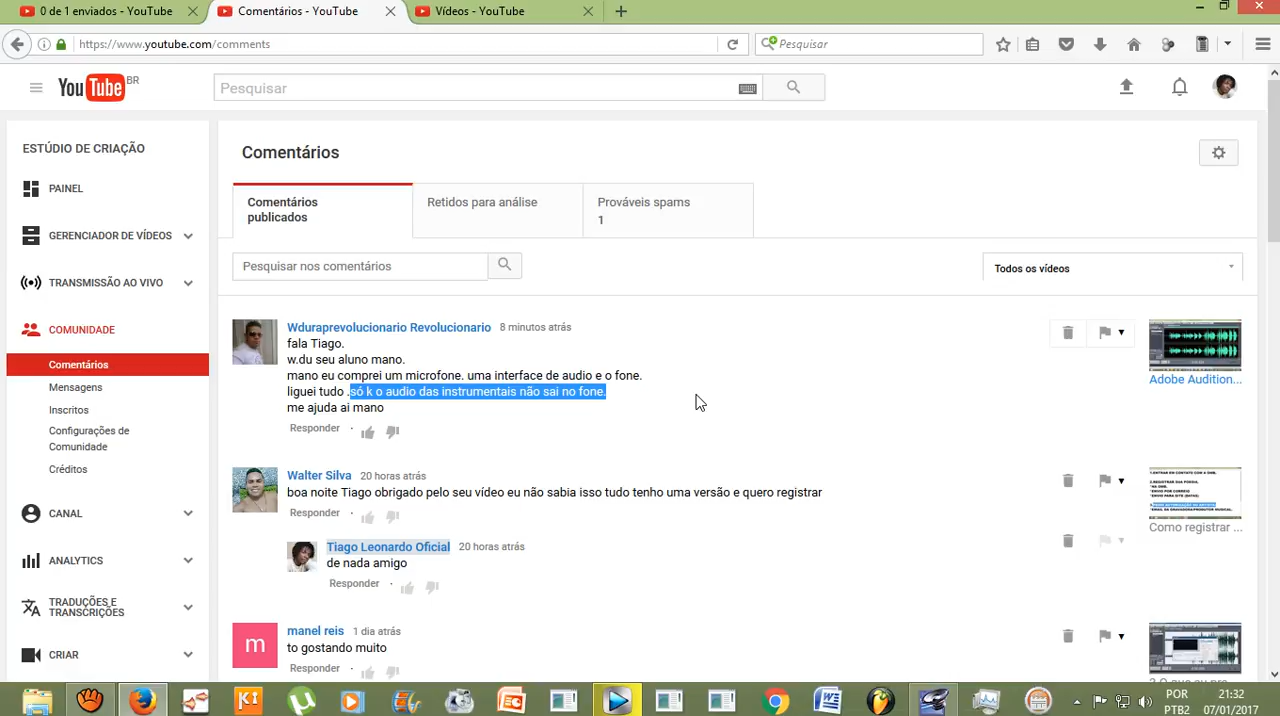 0 de 1 enviados - YouTube
Comentários - YouTube
Vídeos - YouTube
https://www.youtube.com/comments
Pesquisar
YouTube BR
Pesquisar
ESTÚDIO DE CRIAÇÃO
PAINEL
GERENCIADOR DE VÍDEOS
TRANSMISSÃO AO VIVO
COMUNIDADE
Comentários
Mensagens
Inscritos
Configurações de
Comunidade
Créditos
CANAL
ANALYTICS
TRADUÇÕES E
TRANSCRIÇÕES
CRIAR
Comentários
Comentários
publicados
Retidos para análise
Prováveis spams
1
Pesquisar nos comentários
Todos os vídeos
Wduraprevolucionario Revolucionario 8 minutos atrás
fala Tiago.
w.du seu aluno mano.
mano eu comprei um microfone, uma interface de audio e o fone.
liguei tudo .só k o audio das instrumentais não sai no fone.
me ajuda ai mano
Responder
Adobe Audition...
Walter Silva 20 horas atrás
boa noite Tiago obrigado pelo seu video eu não sabia isso tudo tenho uma versão e quero registrar
Responder
Como registrar ...
Tiago Leonardo Oficial 20 horas atrás
de nada amigo
Responder
m
manel reis 1 dia atrás
to gostando muito
Responder
POR
PTB2
21:32
07/01/2017